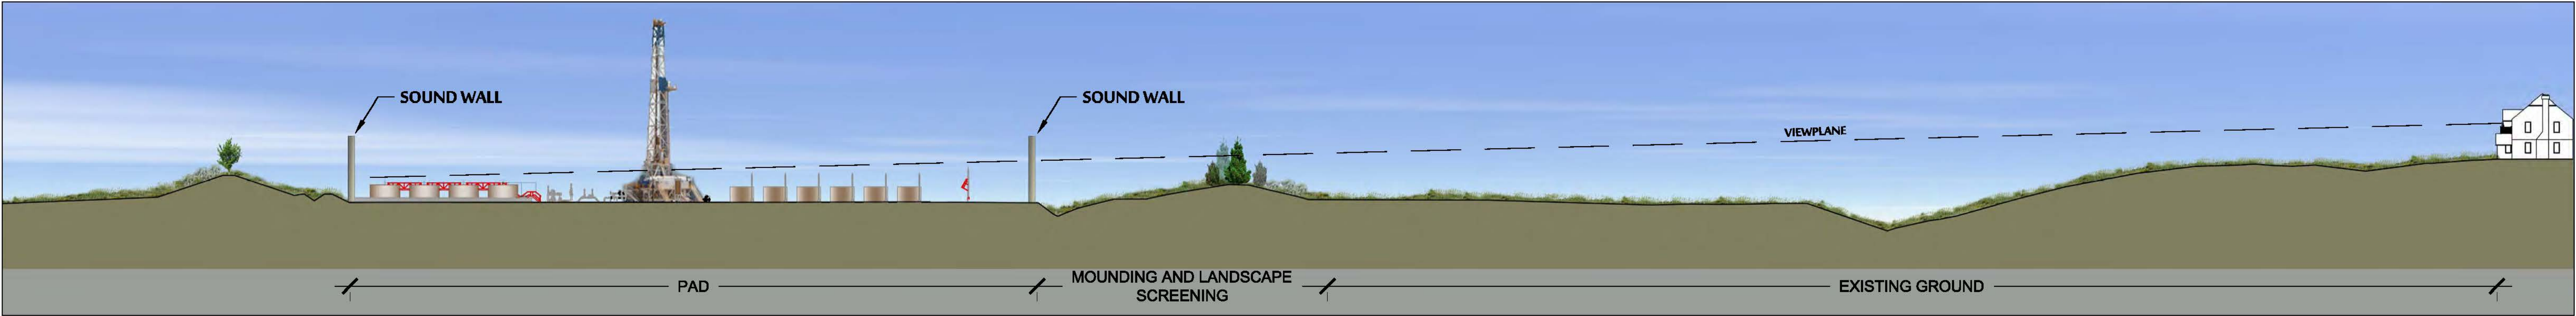 SOUND WALL
SOUND WALL
VIEWPLANE
PAD
MOUNDING AND LANDSCAPE
SCREENING
EXISTING GROUND